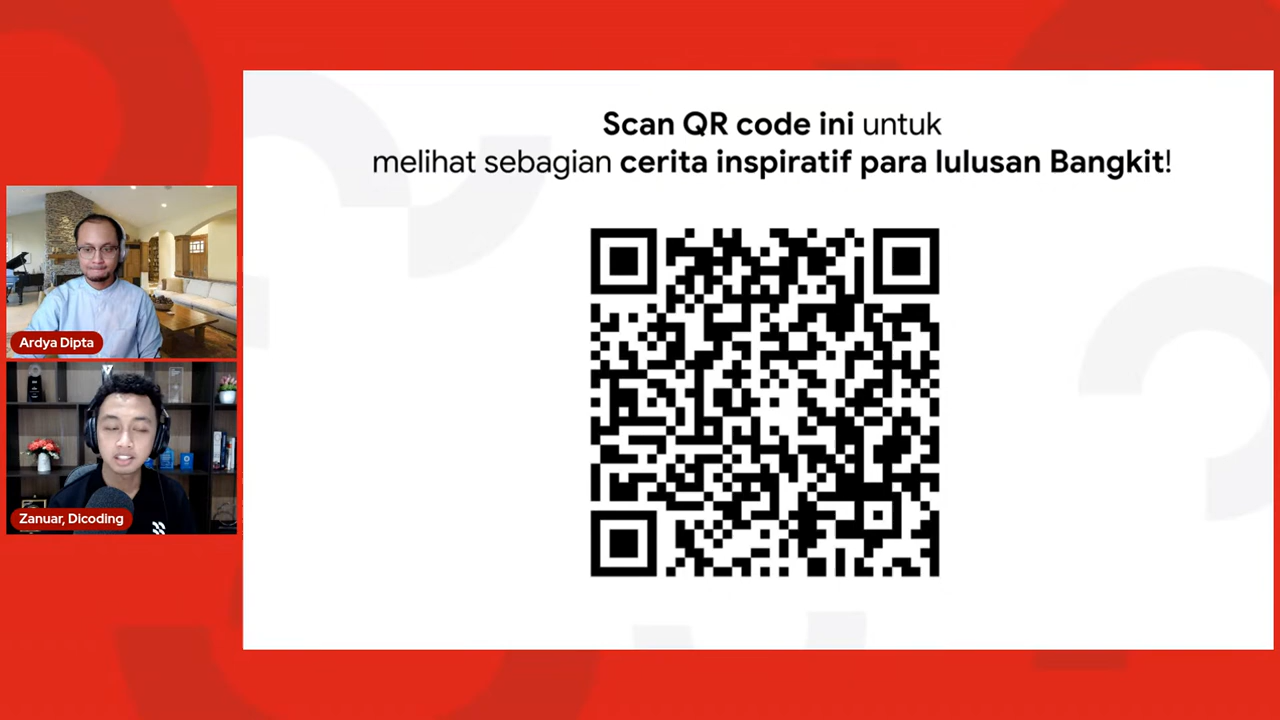 Scan QR code ini untuk
melihat sebagian cerita inspiratif para lulusan Bangkit!
Ardya Dipta
Zanuar, Dicoding